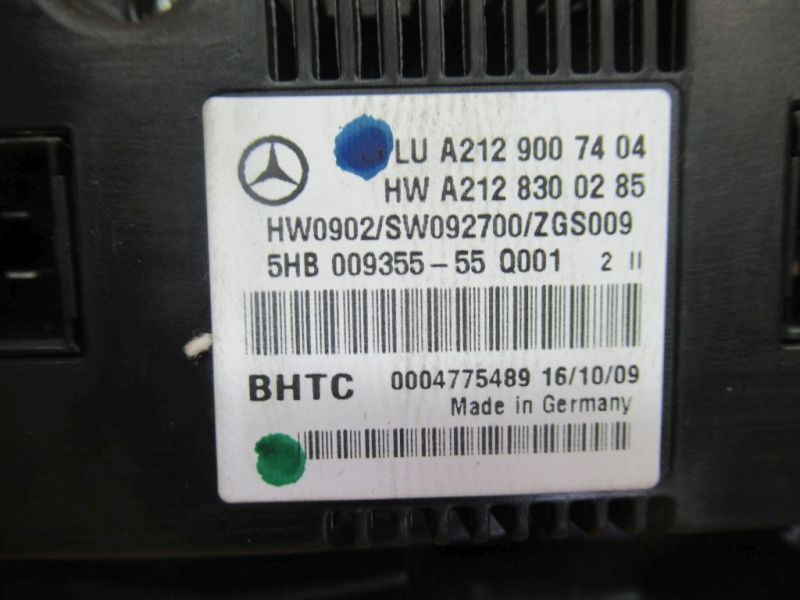 LU A212 900 74 04
HW A212 830 02 85
HW0902/SW092700/ZGS009
5HB 009355-55 Q001 2 II
BHTC 0004775489 16/10/09
Made in Germany